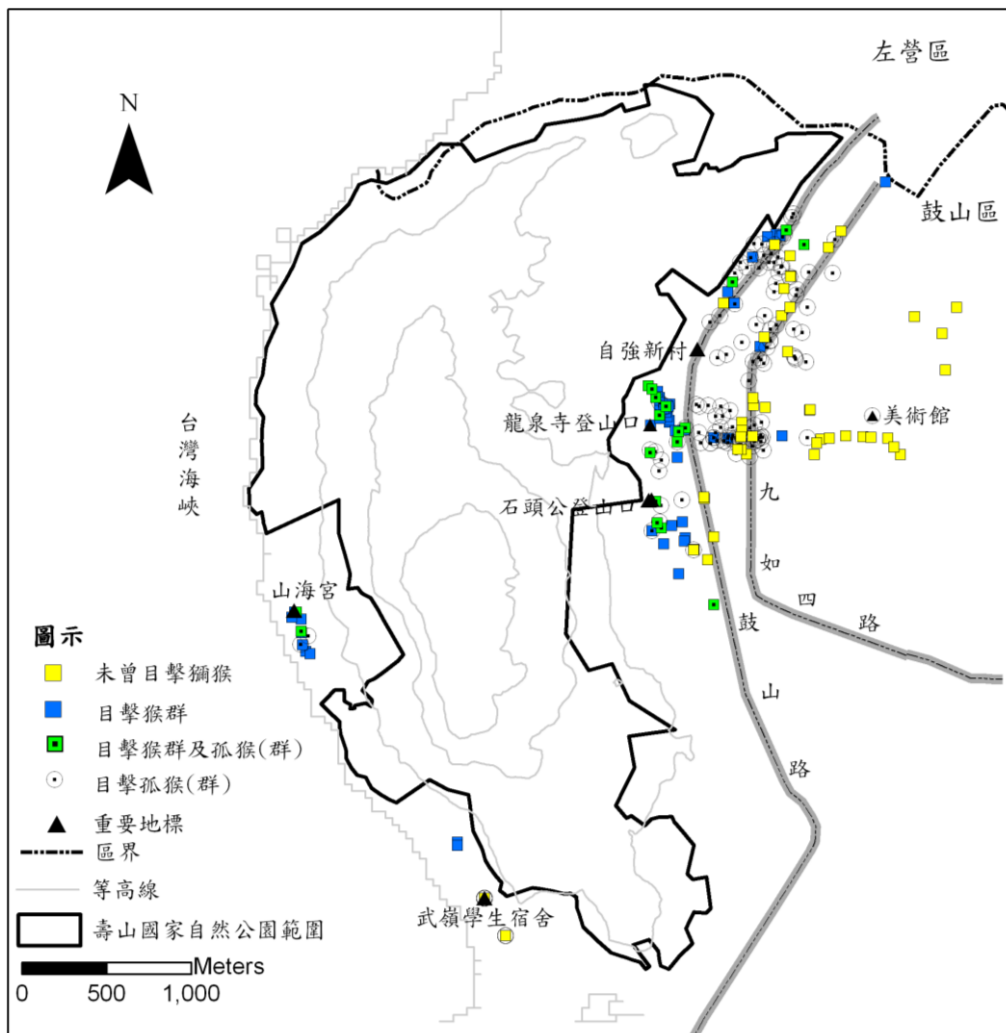 左營區
N
鼓山區
自強新村
美術館
龍泉寺登山口
台灣海峽
石頭公登山口
九如四路
山海宮
鼓山路
圖示
未曾目擊獼猴
目擊猴群
目擊猴群及孤猴(群)
目擊孤猴(群)
重要地標
區界
等高線
壽山國家自然公園範圍
武嶺學生宿舍
Meters
0 500 1,000